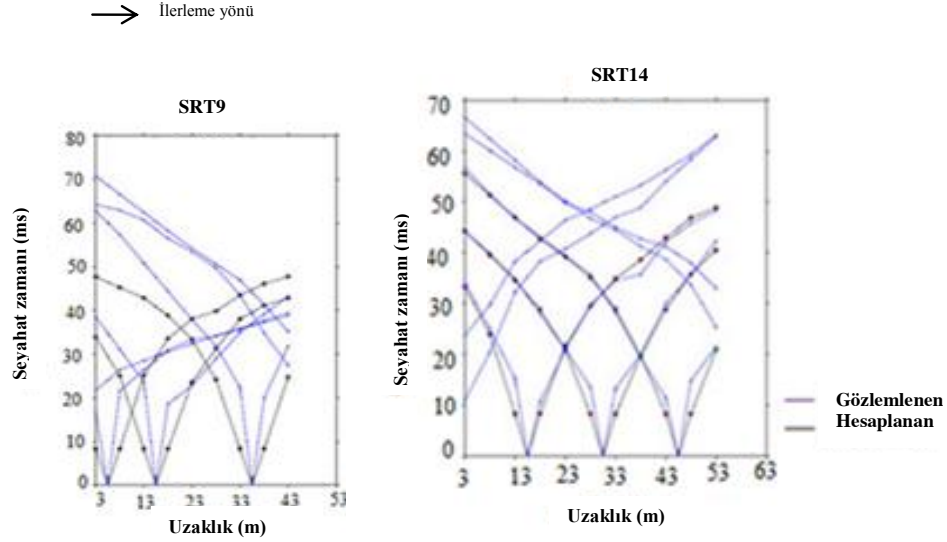 İlerleme yönü
SRT9
80
70
60
50
40
30
20
10
0
3 13 23 33 43 53
Seyahat zamanı (ms)
Uzaklık (m)
SRT14
70
60
50
40
30
20
10
0
3 13 23 33 43 53 63
Seyahat zamanı (ms)
Uzaklık (m)
Gözlemlenen
Hesaplanan